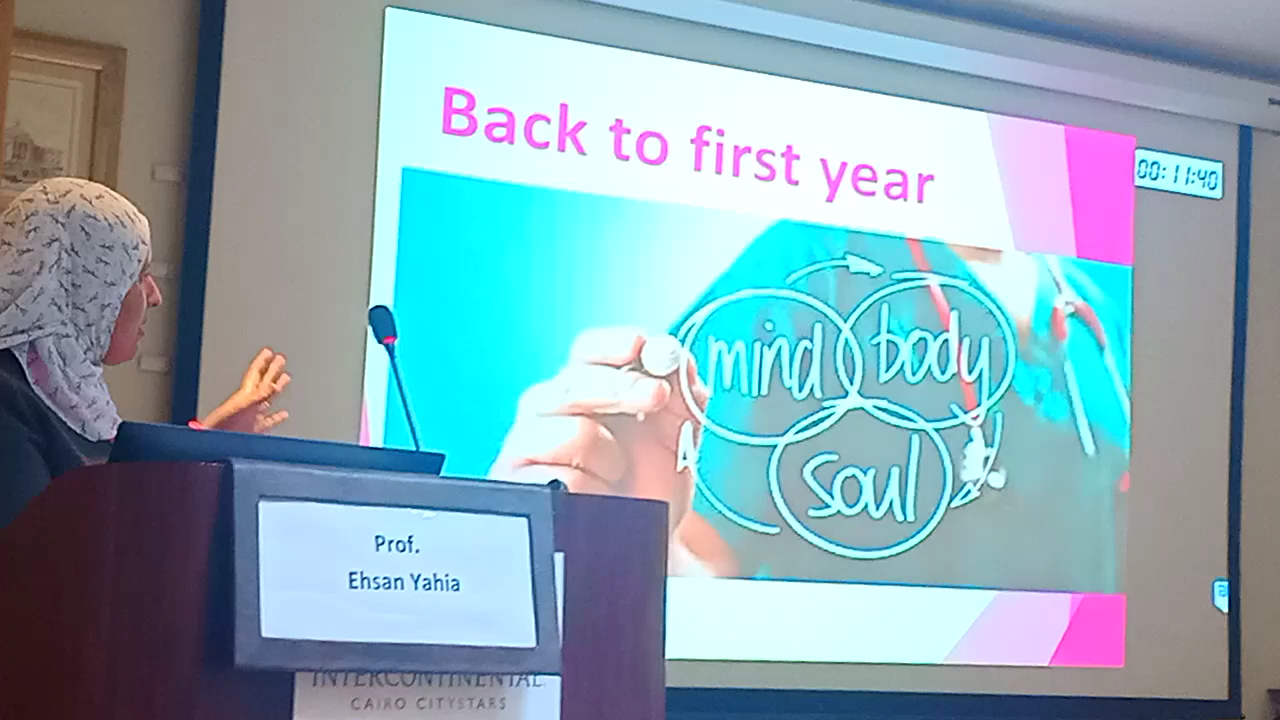 Back to first year
00:11:40
mind body
soul
Prof.
Ehsan Yahia
INTERCONTINENTAL
CAIRO CITYSTARS